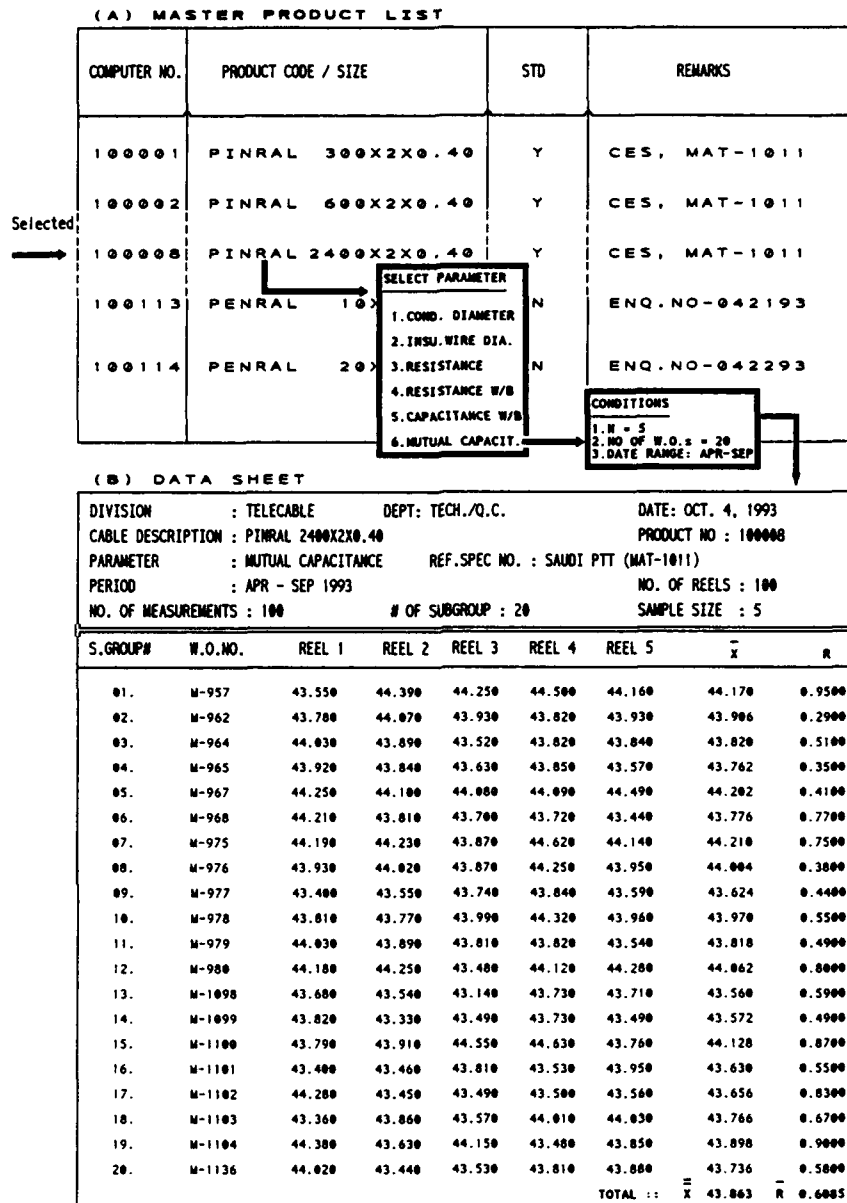 (A) MASTER PRODUCT LIST
COMPUTER NO. PRODUCT CODE / SIZE STD REMARKS
100001 PINRAL 300X2X0.40 Y CES, MAT-1011
100002 PINRAL 600X2X0.40 Y CES, MAT-1011
Selected
100008 PINRAL 2400X2X0.40 Y CES, MAT-1011
100113 PENRAL 10X N ENQ.NO-042193
100114 PENRAL 20X N ENQ.NO-042293
SELECT PARAMETER
1.COND. DIAMETER
2.INSU.WIRE DIA.
3.RESISTANCE
4.RESISTANCE W/B
5.CAPACITANCE W/B
6.MUTUAL CAPACIT.
CONDITIONS
1.N = 5
2.NO OF W.O.s = 20
3.DATE RANGE: APR-SEP
(B) DATA SHEET
DIVISION : TELECABLE DEPT: TECH./Q.C. DATE: OCT. 4, 1993
CABLE DESCRIPTION : PINRAL 2400X2X0.40 PRODUCT NO : 100008
PARAMETER : MUTUAL CAPACITANCE REF.SPEC NO. : SAUDI PTT (MAT-1011)
PERIOD : APR - SEP 1993 NO. OF REELS : 100
NO. OF MEASUREMENTS : 100 # OF SUBGROUP : 20 SAMPLE SIZE : 5
S.GROUP# W.O.NO. REEL 1 REEL 2 REEL 3 REEL 4 REEL 5 X̄ R
01. M-957 43.550 44.390 44.250 44.500 44.160 44.170 0.9500
02. M-962 43.780 44.070 43.930 43.820 43.930 43.906 0.2900
03. M-964 44.030 43.890 43.520 43.820 43.840 43.820 0.5100
04. M-965 43.920 43.840 43.630 43.850 43.570 43.762 0.3500
05. M-967 44.250 44.100 44.080 44.090 44.490 44.202 0.4100
06. M-968 44.210 43.810 43.700 43.720 43.440 43.776 0.7700
07. M-975 44.190 44.230 43.870 44.620 44.140 44.210 0.7500
08. M-976 43.930 44.020 43.870 44.250 43.950 44.004 0.3800
09. M-977 43.400 43.550 43.740 43.840 43.590 43.624 0.4400
10. M-978 43.810 43.770 43.990 44.320 43.960 43.970 0.5500
11. M-979 44.030 43.890 43.810 43.820 43.540 43.818 0.4900
12. M-980 44.180 44.250 43.480 44.120 44.280 44.062 0.8000
13. M-1098 43.680 43.540 43.140 43.730 43.710 43.560 0.5900
14. M-1099 43.820 43.330 43.490 43.730 43.490 43.572 0.4900
15. M-1100 43.790 43.910 44.550 44.630 43.760 44.128 0.8700
16. M-1101 43.400 43.460 43.810 43.530 43.950 43.630 0.5500
17. M-1102 44.280 43.450 43.490 43.500 43.560 43.656 0.8300
18. M-1103 43.360 43.860 43.570 44.010 44.030 43.766 0.6700
19. M-1104 44.380 43.630 44.150 43.480 43.850 43.898 0.9000
20. M-1136 44.020 43.440 43.530 43.810 43.880 43.736 0.5800
TOTAL :: X̿ 43.863 R̄ 0.6085